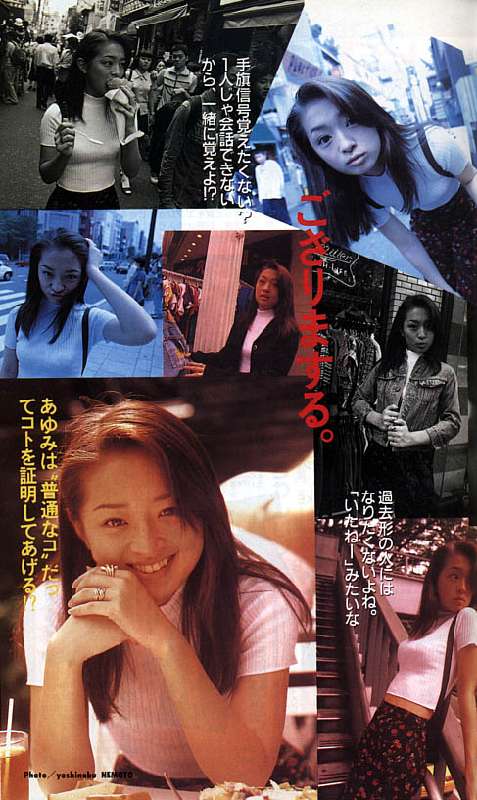 手旗信号覚えたくない?
1人じゃ会話できない
から、一緒に覚えよ!?
ござりまする。
あゆみは“普通なコ”だっ
てコトを証明してあげる!?
過去形の人には
なりたくないよね。
「いたねー」みたいな
Photo／yoshinobu NEMOTO